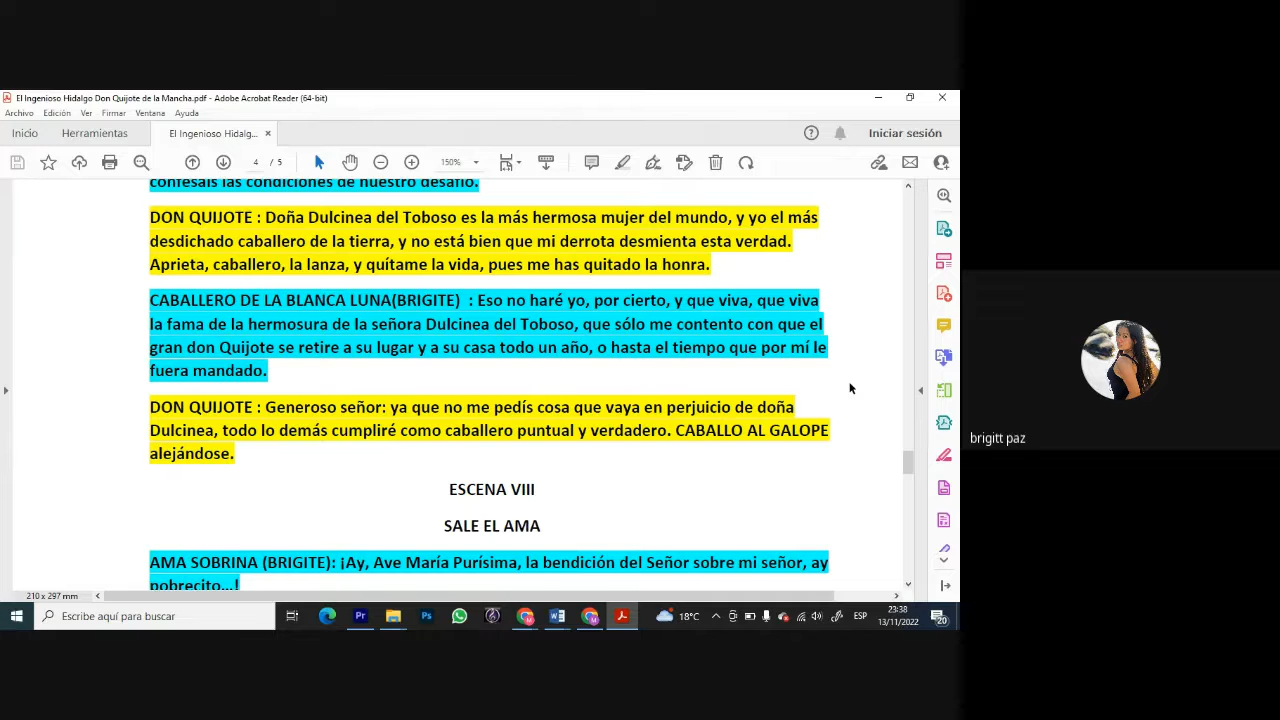 El Ingenioso Hidalgo Don Quijote de la Mancha.pdf - Adobe Acrobat Reader (64-bit)
Archivo Edición Ver Firmar Ventana Ayuda
Inicio Herramientas El Ingenioso Hidalg... Iniciar sesión
4 / 5 150%
confesáis las condiciones de nuestro desafío.
DON QUIJOTE : Doña Dulcinea del Toboso es la más hermosa mujer del mundo, y yo el más
desdichado caballero de la tierra, y no está bien que mi derrota desmienta esta verdad.
Aprieta, caballero, la lanza, y quítame la vida, pues me has quitado la honra.
CABALLERO DE LA BLANCA LUNA(BRIGITE) : Eso no haré yo, por cierto, y que viva, que viva
la fama de la hermosura de la señora Dulcinea del Toboso, que sólo me contento con que el
gran don Quijote se retire a su lugar y a su casa todo un año, o hasta el tiempo que por mí le
fuera mandado.
DON QUIJOTE : Generoso señor: ya que no me pedís cosa que vaya en perjuicio de doña
Dulcinea, todo lo demás cumpliré como caballero puntual y verdadero. CABALLO AL GALOPE
alejándose.
ESCENA VIII
SALE EL AMA
AMA SOBRINA (BRIGITE): ¡Ay, Ave María Purísima, la bendición del Señor sobre mi señor, ay
pobrecito...!
210 x 297 mm
brigitt paz
Escribe aquí para buscar
Pr
Ps
18°C
ESP
23:38
13/11/2022
20